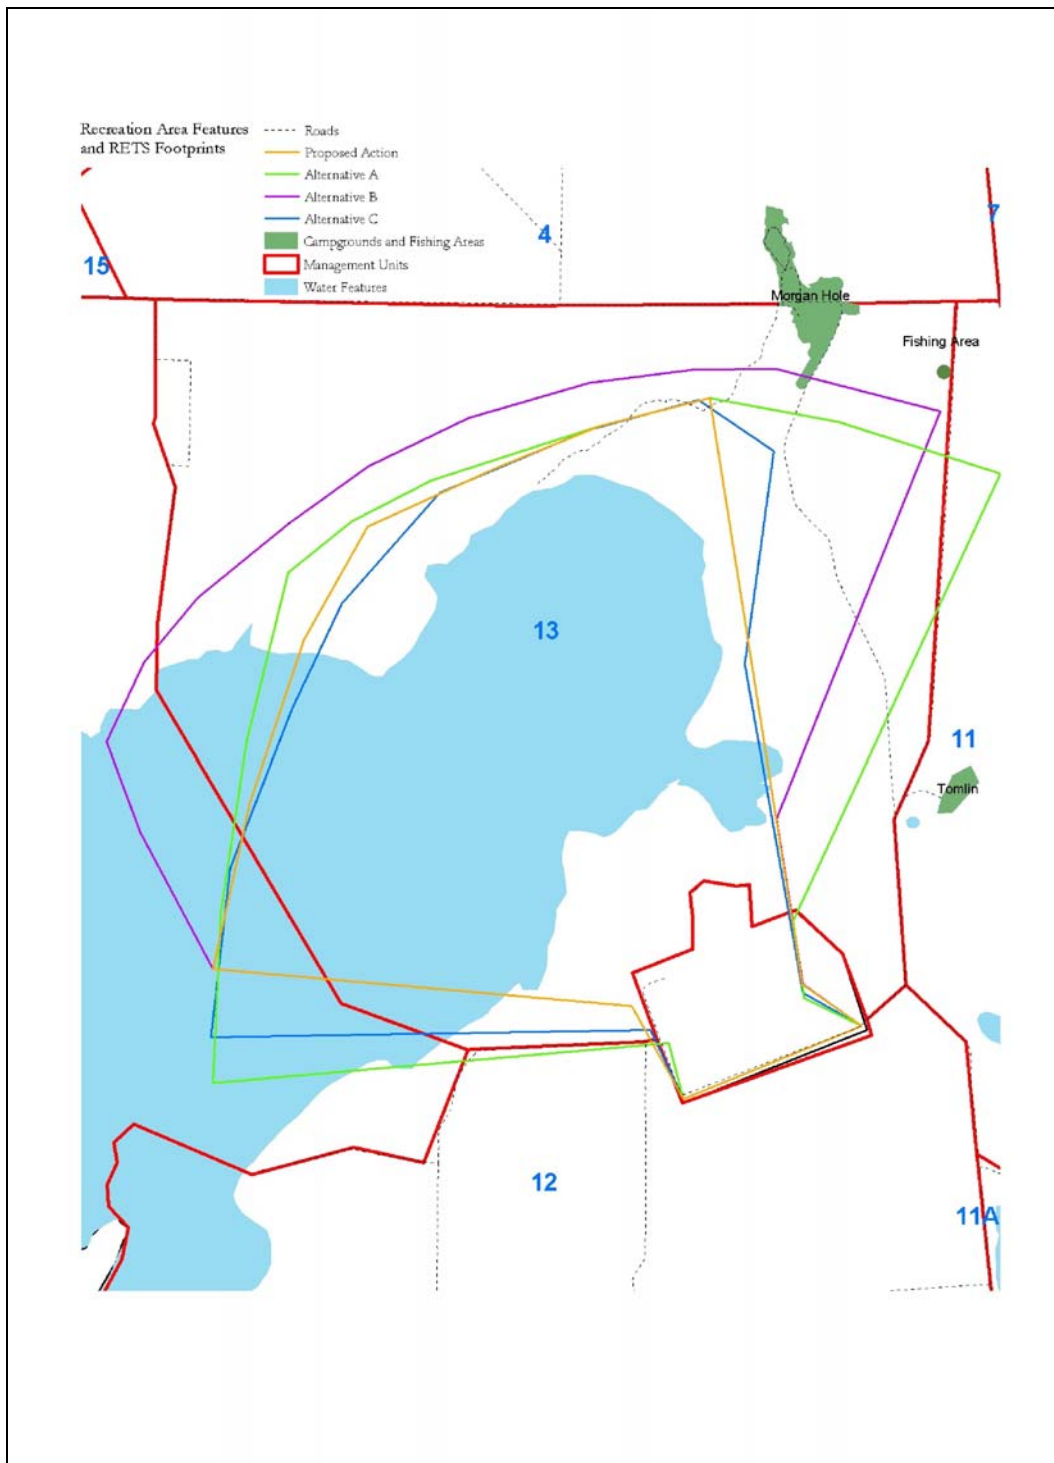 Recreation Area Features
and RETS Footprints
Roads
Proposed Action
Alternative A
Alternative B
Alternative C
Campgrounds and Fishing Areas
Management Units
Water Features
7
4
15
Morgan Hole
Fishing Area
13
11
Tomlin
12
11A